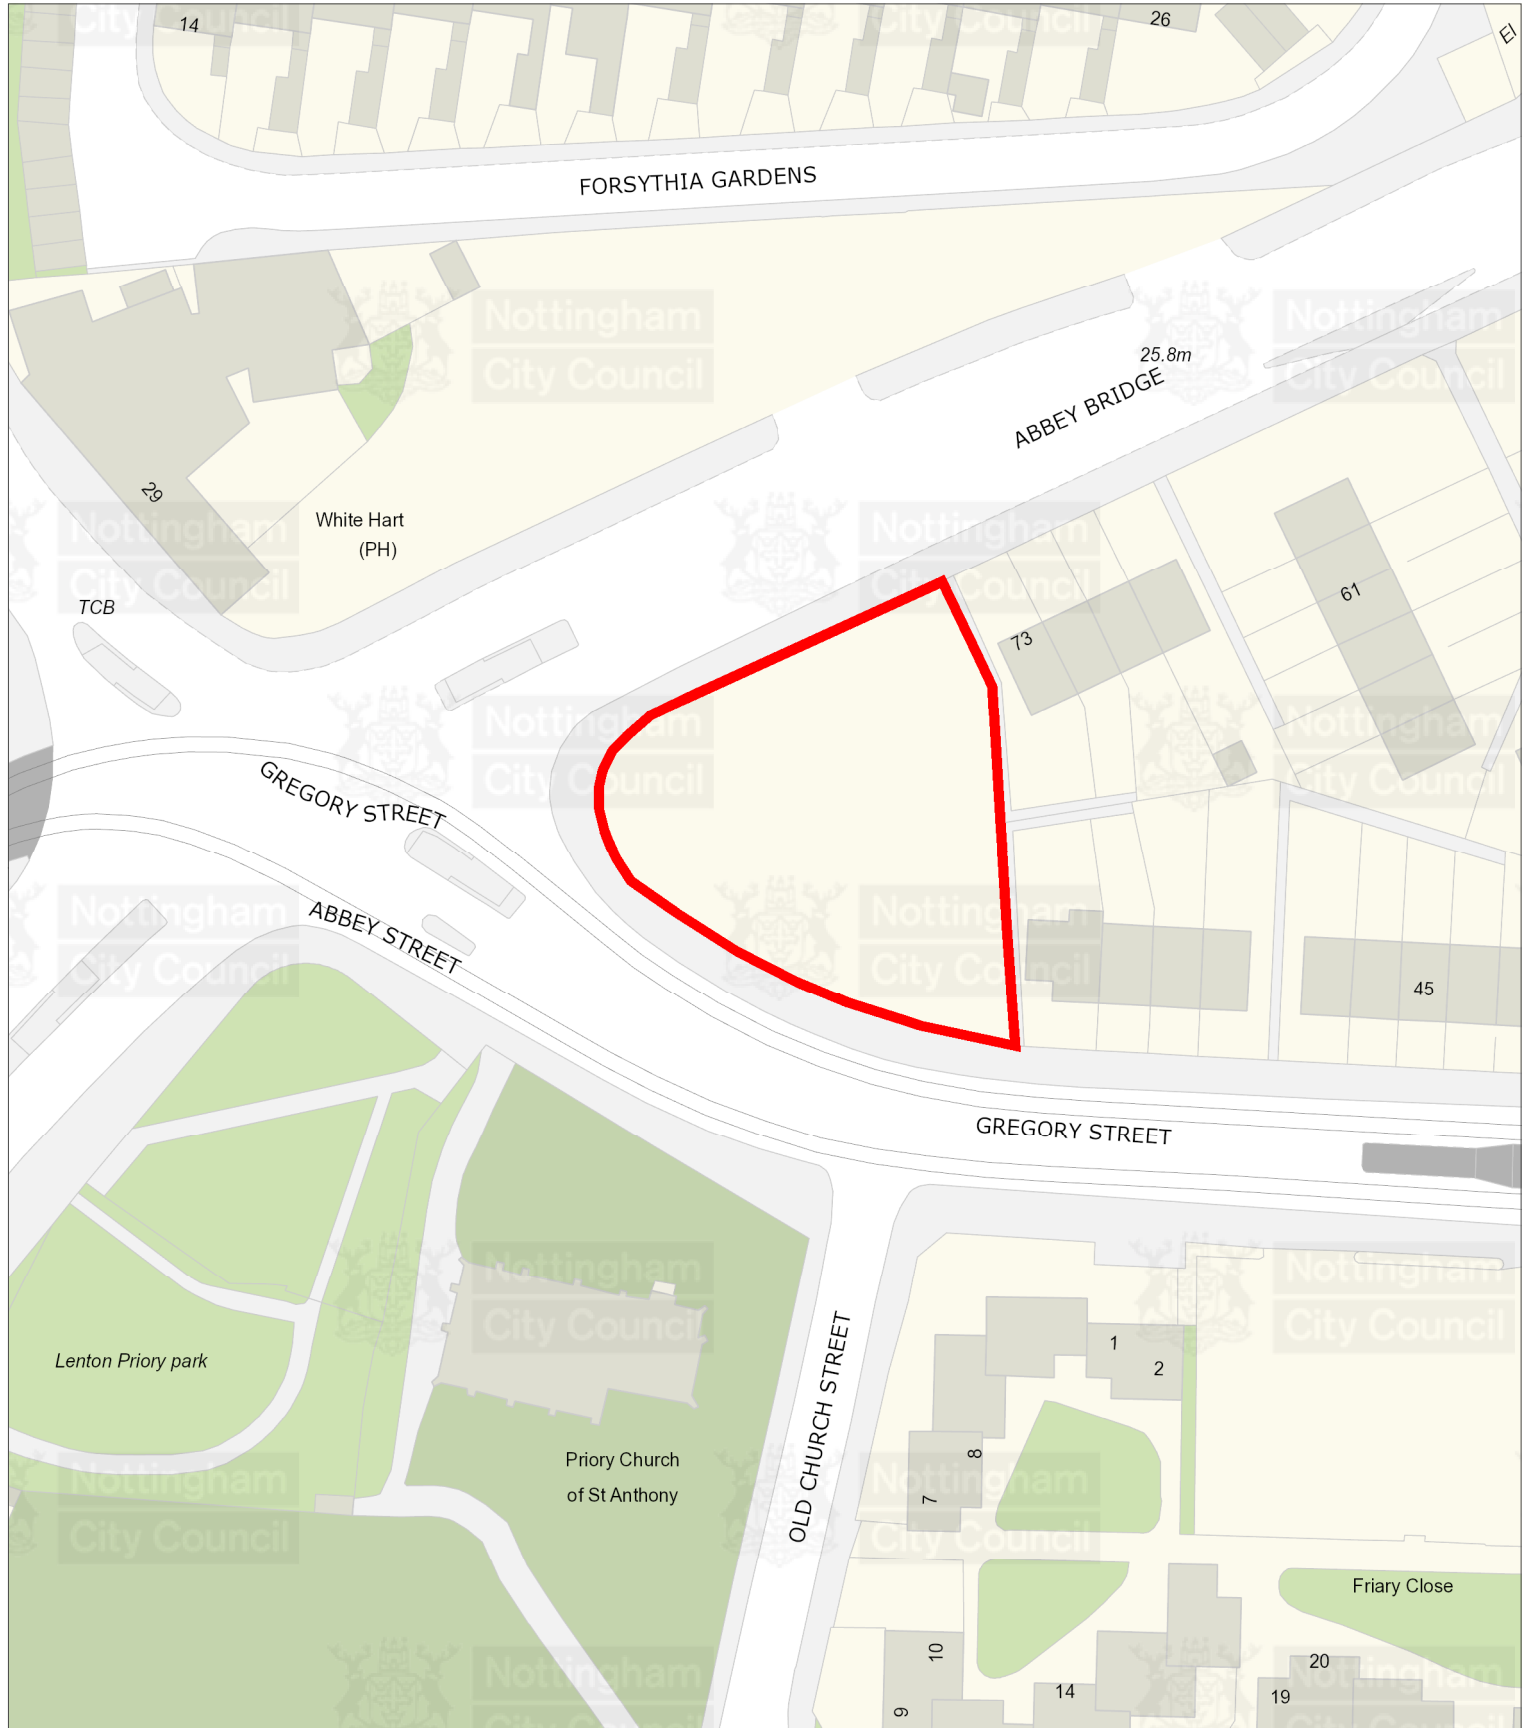 14
26
El
FORSYTHIA GARDENS
25.8m
ABBEY BRIDGE
29
White Hart
(PH)
TCB
73
61
GREGORY STREET
ABBEY STREET
45
GREGORY STREET
Lenton Priory park
Priory Church
of St Anthony
OLD CHURCH STREET
1
2
8
7
Friary Close
10
9
14
20
19
Nottingham
City Council